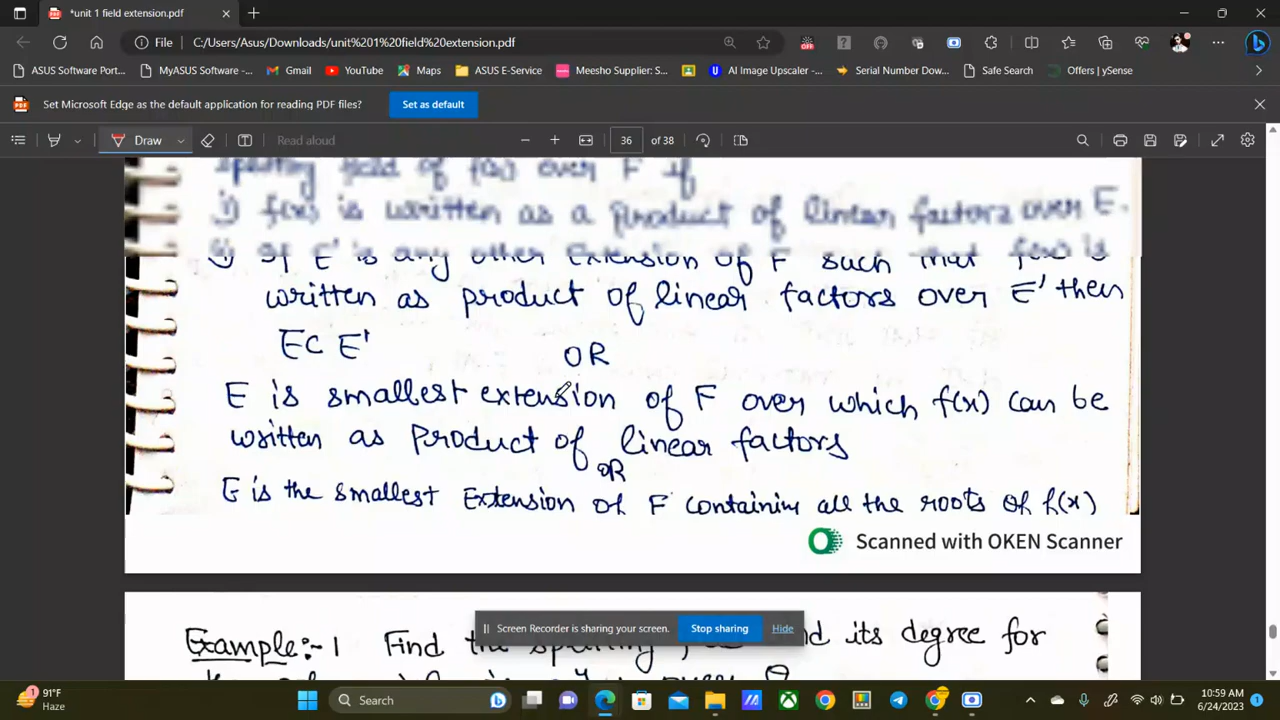 *unit 1 field extension.pdf
File C:/Users/Asus/Downloads/unit%201%20field%20extension.pdf
ASUS Software Port... MyASUS Software -... Gmail YouTube Maps ASUS E-Service Meesho Supplier: S... AI Image Upscaler -... Serial Number Dow... Safe Search Offers | ySense
Set Microsoft Edge as the default application for reading PDF files? Set as default
Draw Read aloud 36 of 38
splitting field of f(x) over F if
i) f(x) is written as a product of linear factors over E.
ii) If E' is any other Extension of F such that f(x) is
written as product of linear factors over E' then
E⊂ E'
OR
E is smallest extension of F over which f(x) can be
written as product of linear factors
OR
E is the smallest Extension of F containing all the roots of f(x)
Scanned with OKEN Scanner
Example:- 1 Find the splitting nd its degree for
over
Screen Recorder is sharing your screen. Stop sharing Hide
91°F
Haze
Search
10:59 AM
6/24/2023